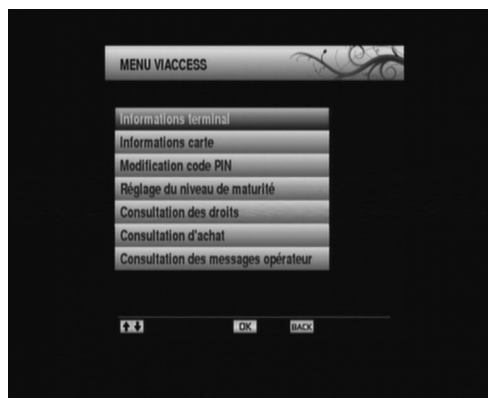 MENU VIACCESS
Informations terminal
Informations carte
Modification code PIN
Réglage du niveau de maturité
Consultation des droits
Consultation d'achat
Consultation des messages opérateur
OK BACK